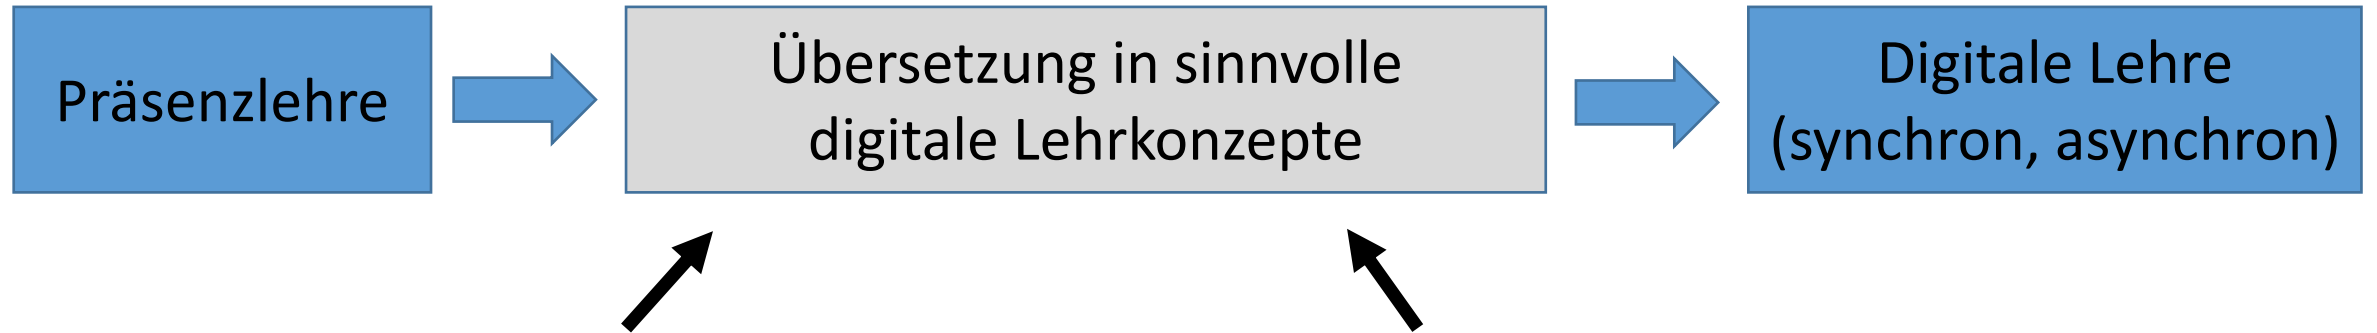 Präsenzlehre
Übersetzung in sinnvolle
digitale Lehrkonzepte
Digitale Lehre
(synchron, asynchron)